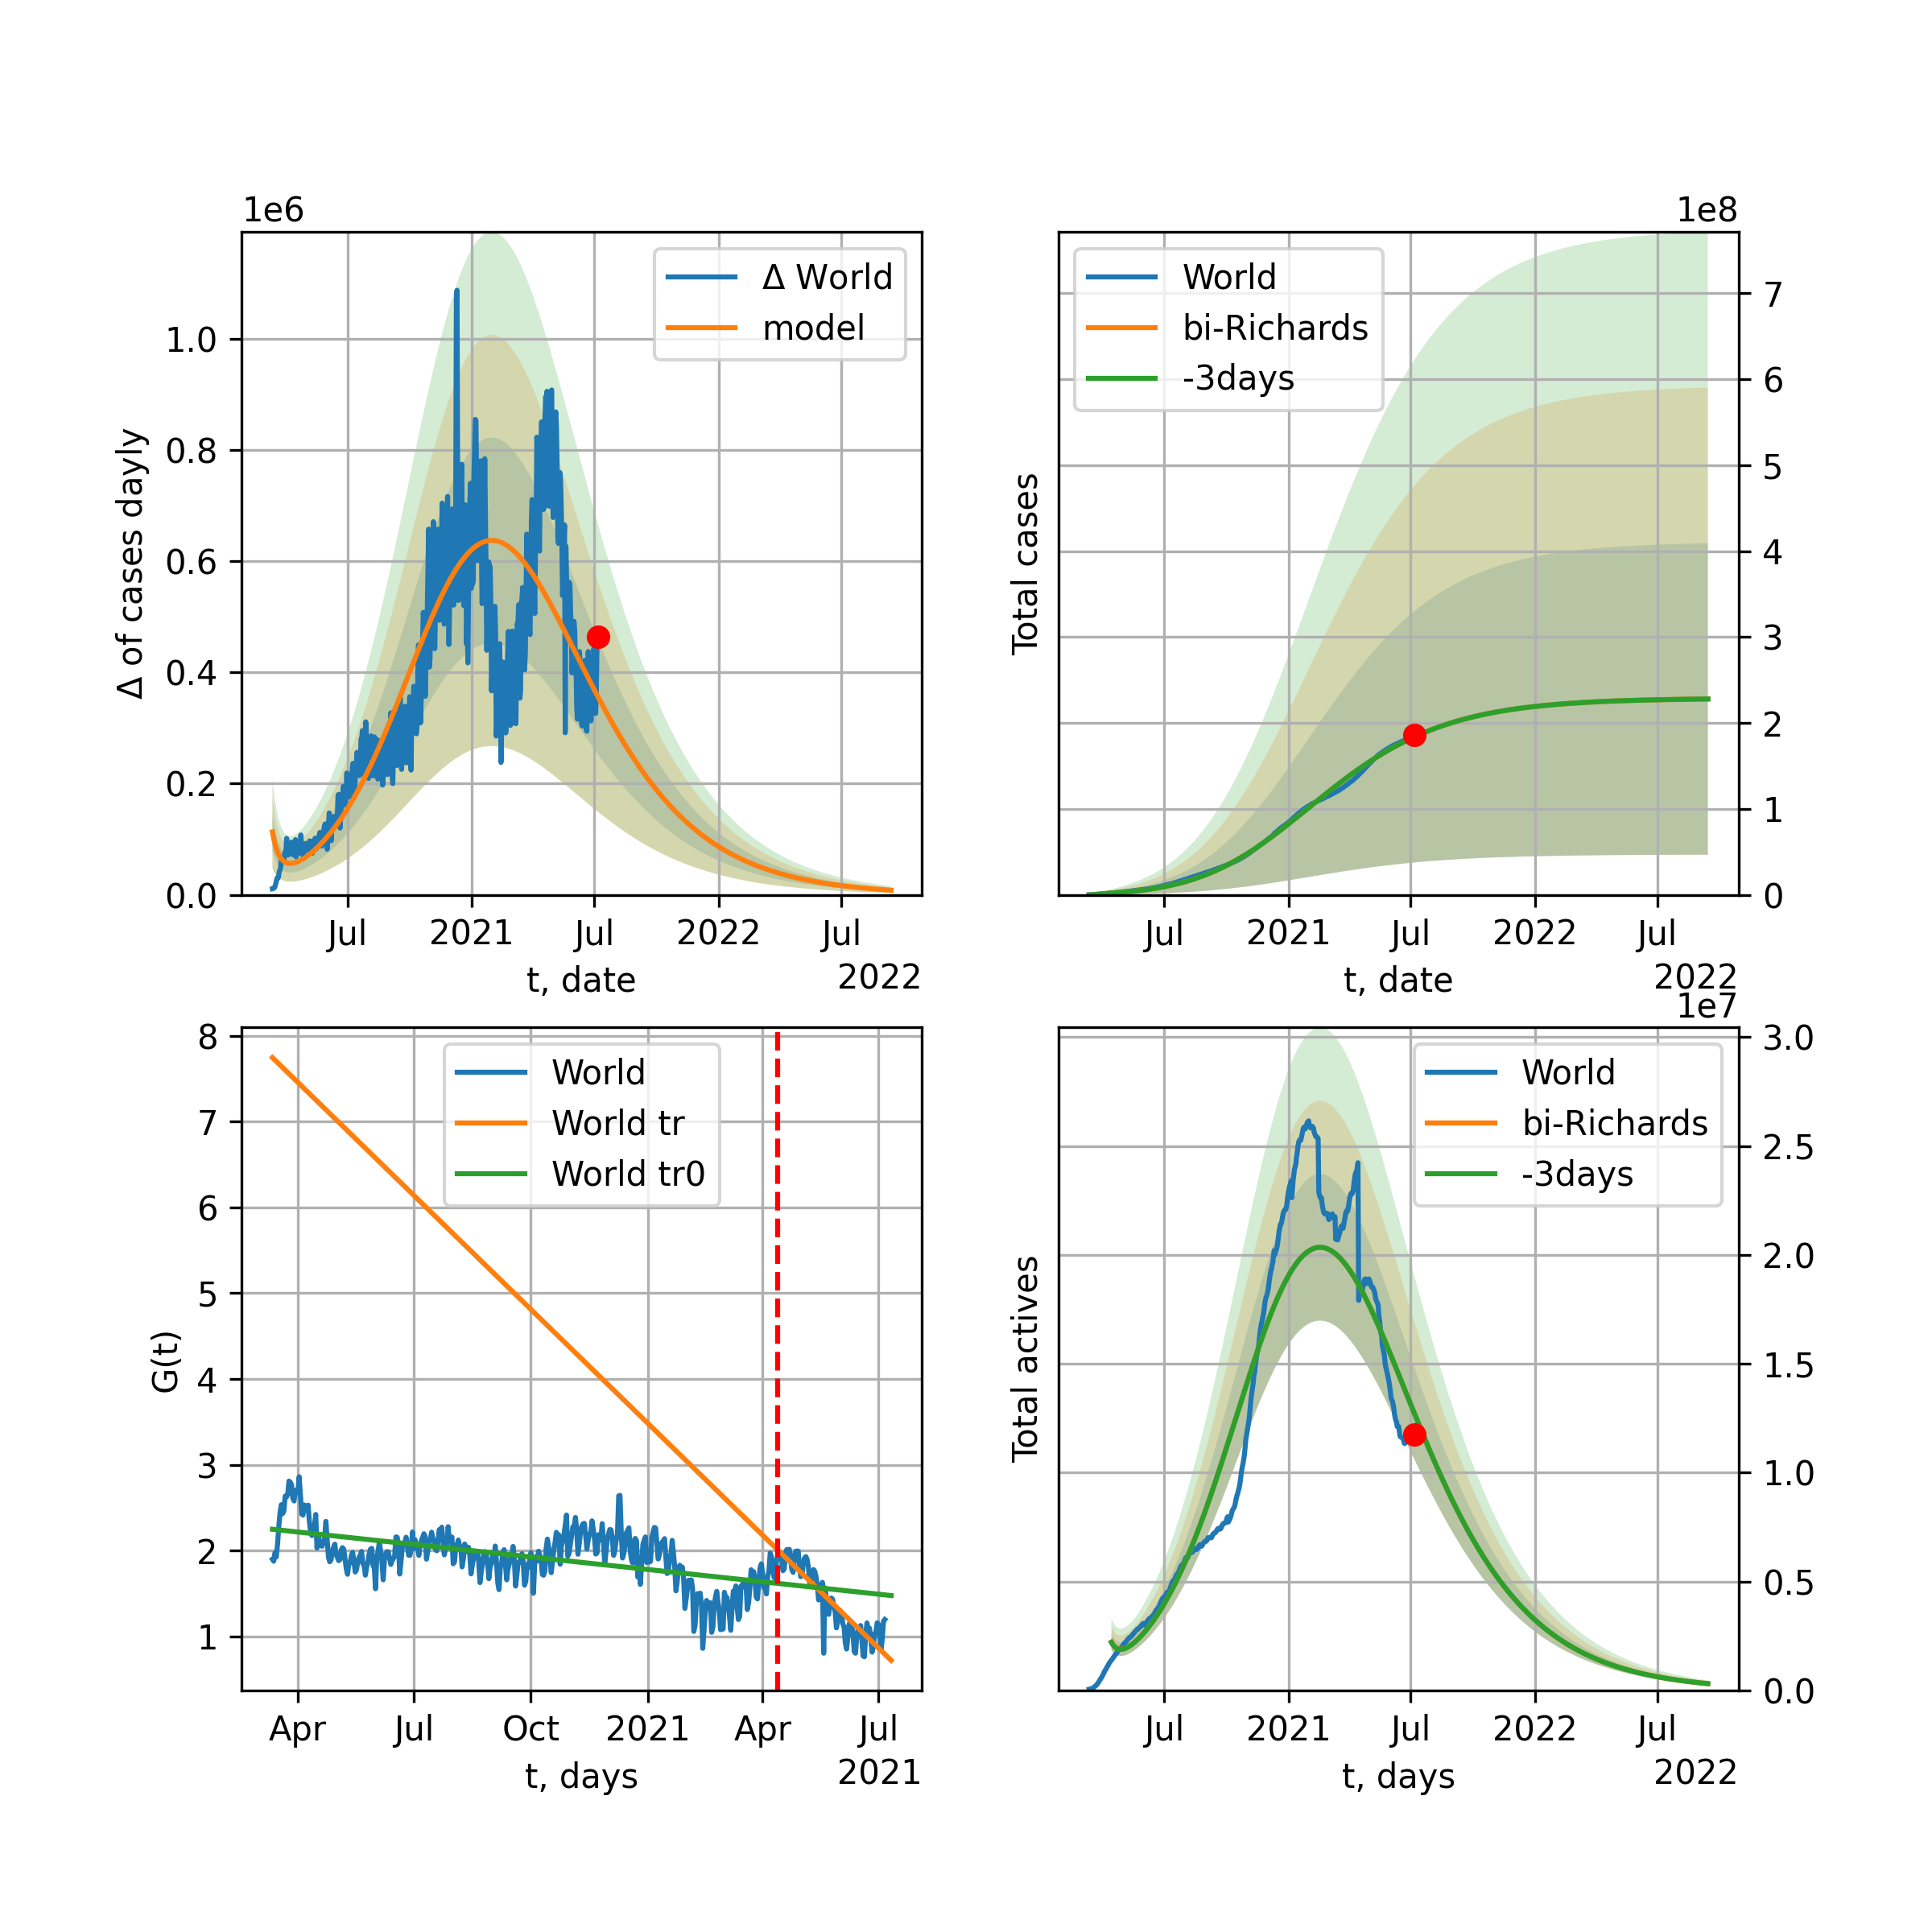 1e6
Δ of cases dayly
1.0
0.8
0.6
0.4
0.2
0.0
Δ World
model
Jul 2021 Jul 2022 Jul
t, date
2022
1e8
Total cases
World
bi-Richards
-3days
7
6
5
4
3
2
1
0
Jul 2021 Jul 2022 Jul
t, date
2022
G(t)
8
7
6
5
4
3
2
1
World
World tr
World tr0
Apr Jul Oct 2021 Apr Jul
t, days
2021
1e7
Total actives
World
bi-Richards
-3days
3.0
2.5
2.0
1.5
1.0
0.5
0.0
Jul 2021 Jul 2022 Jul
t, days
2022